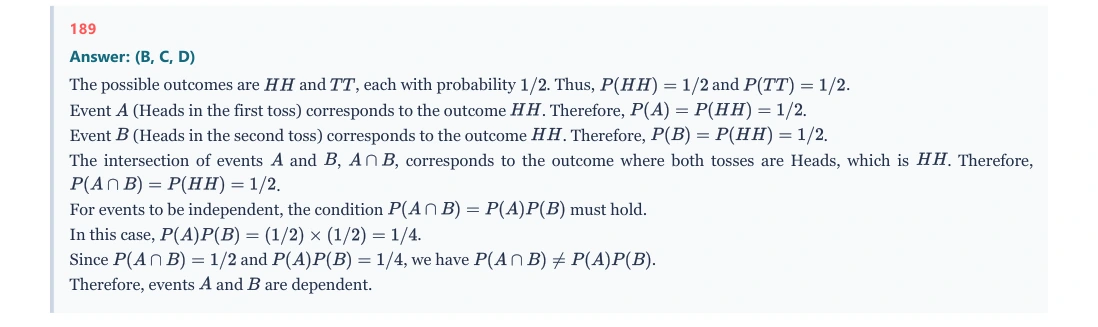 189
Answer: (B, C, D)
The possible outcomes are HH and TT, each with probability 1/2. Thus, P(HH) = 1/2 and P(TT) = 1/2.
Event A (Heads in the first toss) corresponds to the outcome HH. Therefore, P(A) = P(HH) = 1/2.
Event B (Heads in the second toss) corresponds to the outcome HH. Therefore, P(B) = P(HH) = 1/2.
The intersection of events A and B, A ∩ B, corresponds to the outcome where both tosses are Heads, which is HH. Therefore,
P(A ∩ B) = P(HH) = 1/2.
For events to be independent, the condition P(A ∩ B) = P(A)P(B) must hold.
In this case, P(A)P(B) = (1/2) × (1/2) = 1/4.
Since P(A ∩ B) = 1/2 and P(A)P(B) = 1/4, we have P(A ∩ B) ≠ P(A)P(B).
Therefore, events A and B are dependent.